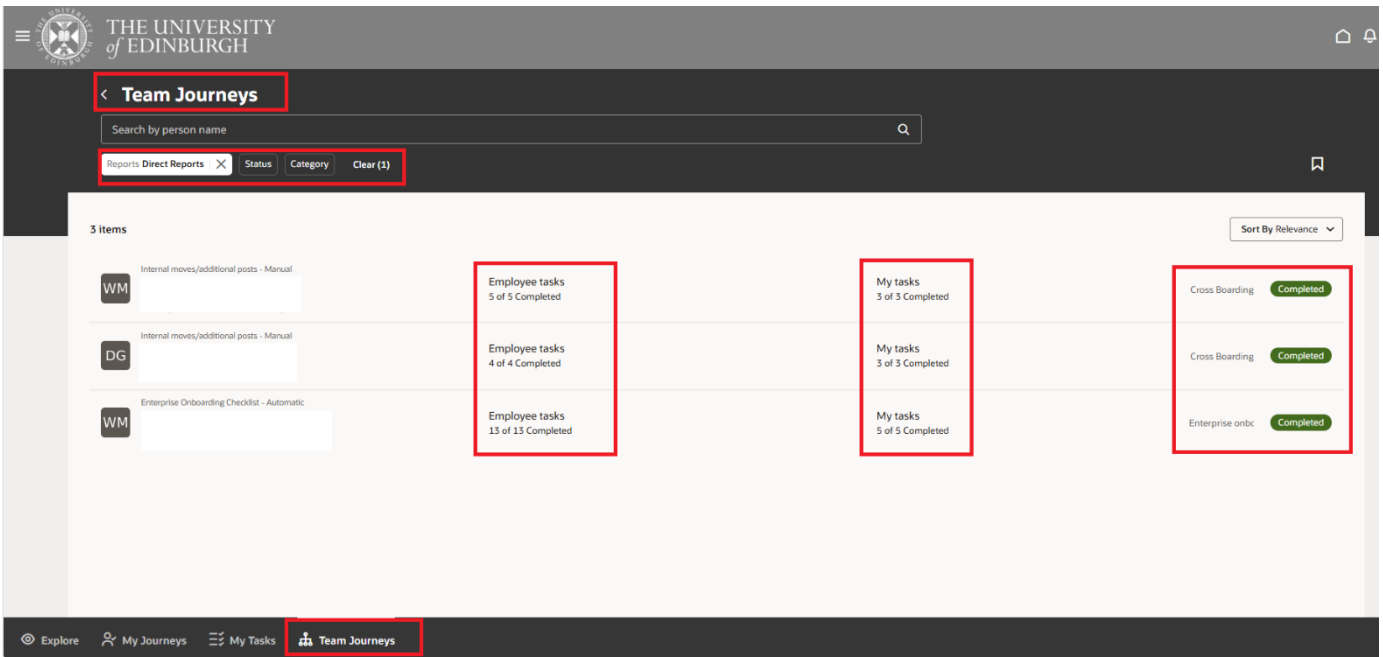 THE UNIVERSITY
of EDINBURGH
Team Journeys
Search by person name
Reports Direct Reports Status Category Clear (1)
3 items
Sort By Relevance
Internal moves/additional posts - Manual
WM
Employee tasks
5 of 5 Completed
My tasks
3 of 3 Completed
Cross Boarding Completed
Internal moves/additional posts - Manual
DG
Employee tasks
4 of 4 Completed
My tasks
3 of 3 Completed
Cross Boarding Completed
Enterprise Onboarding Checklist - Automatic
WM
Employee tasks
13 of 13 Completed
My tasks
5 of 5 Completed
Enterprise onbc Completed
Explore My Journeys My Tasks Team Journeys